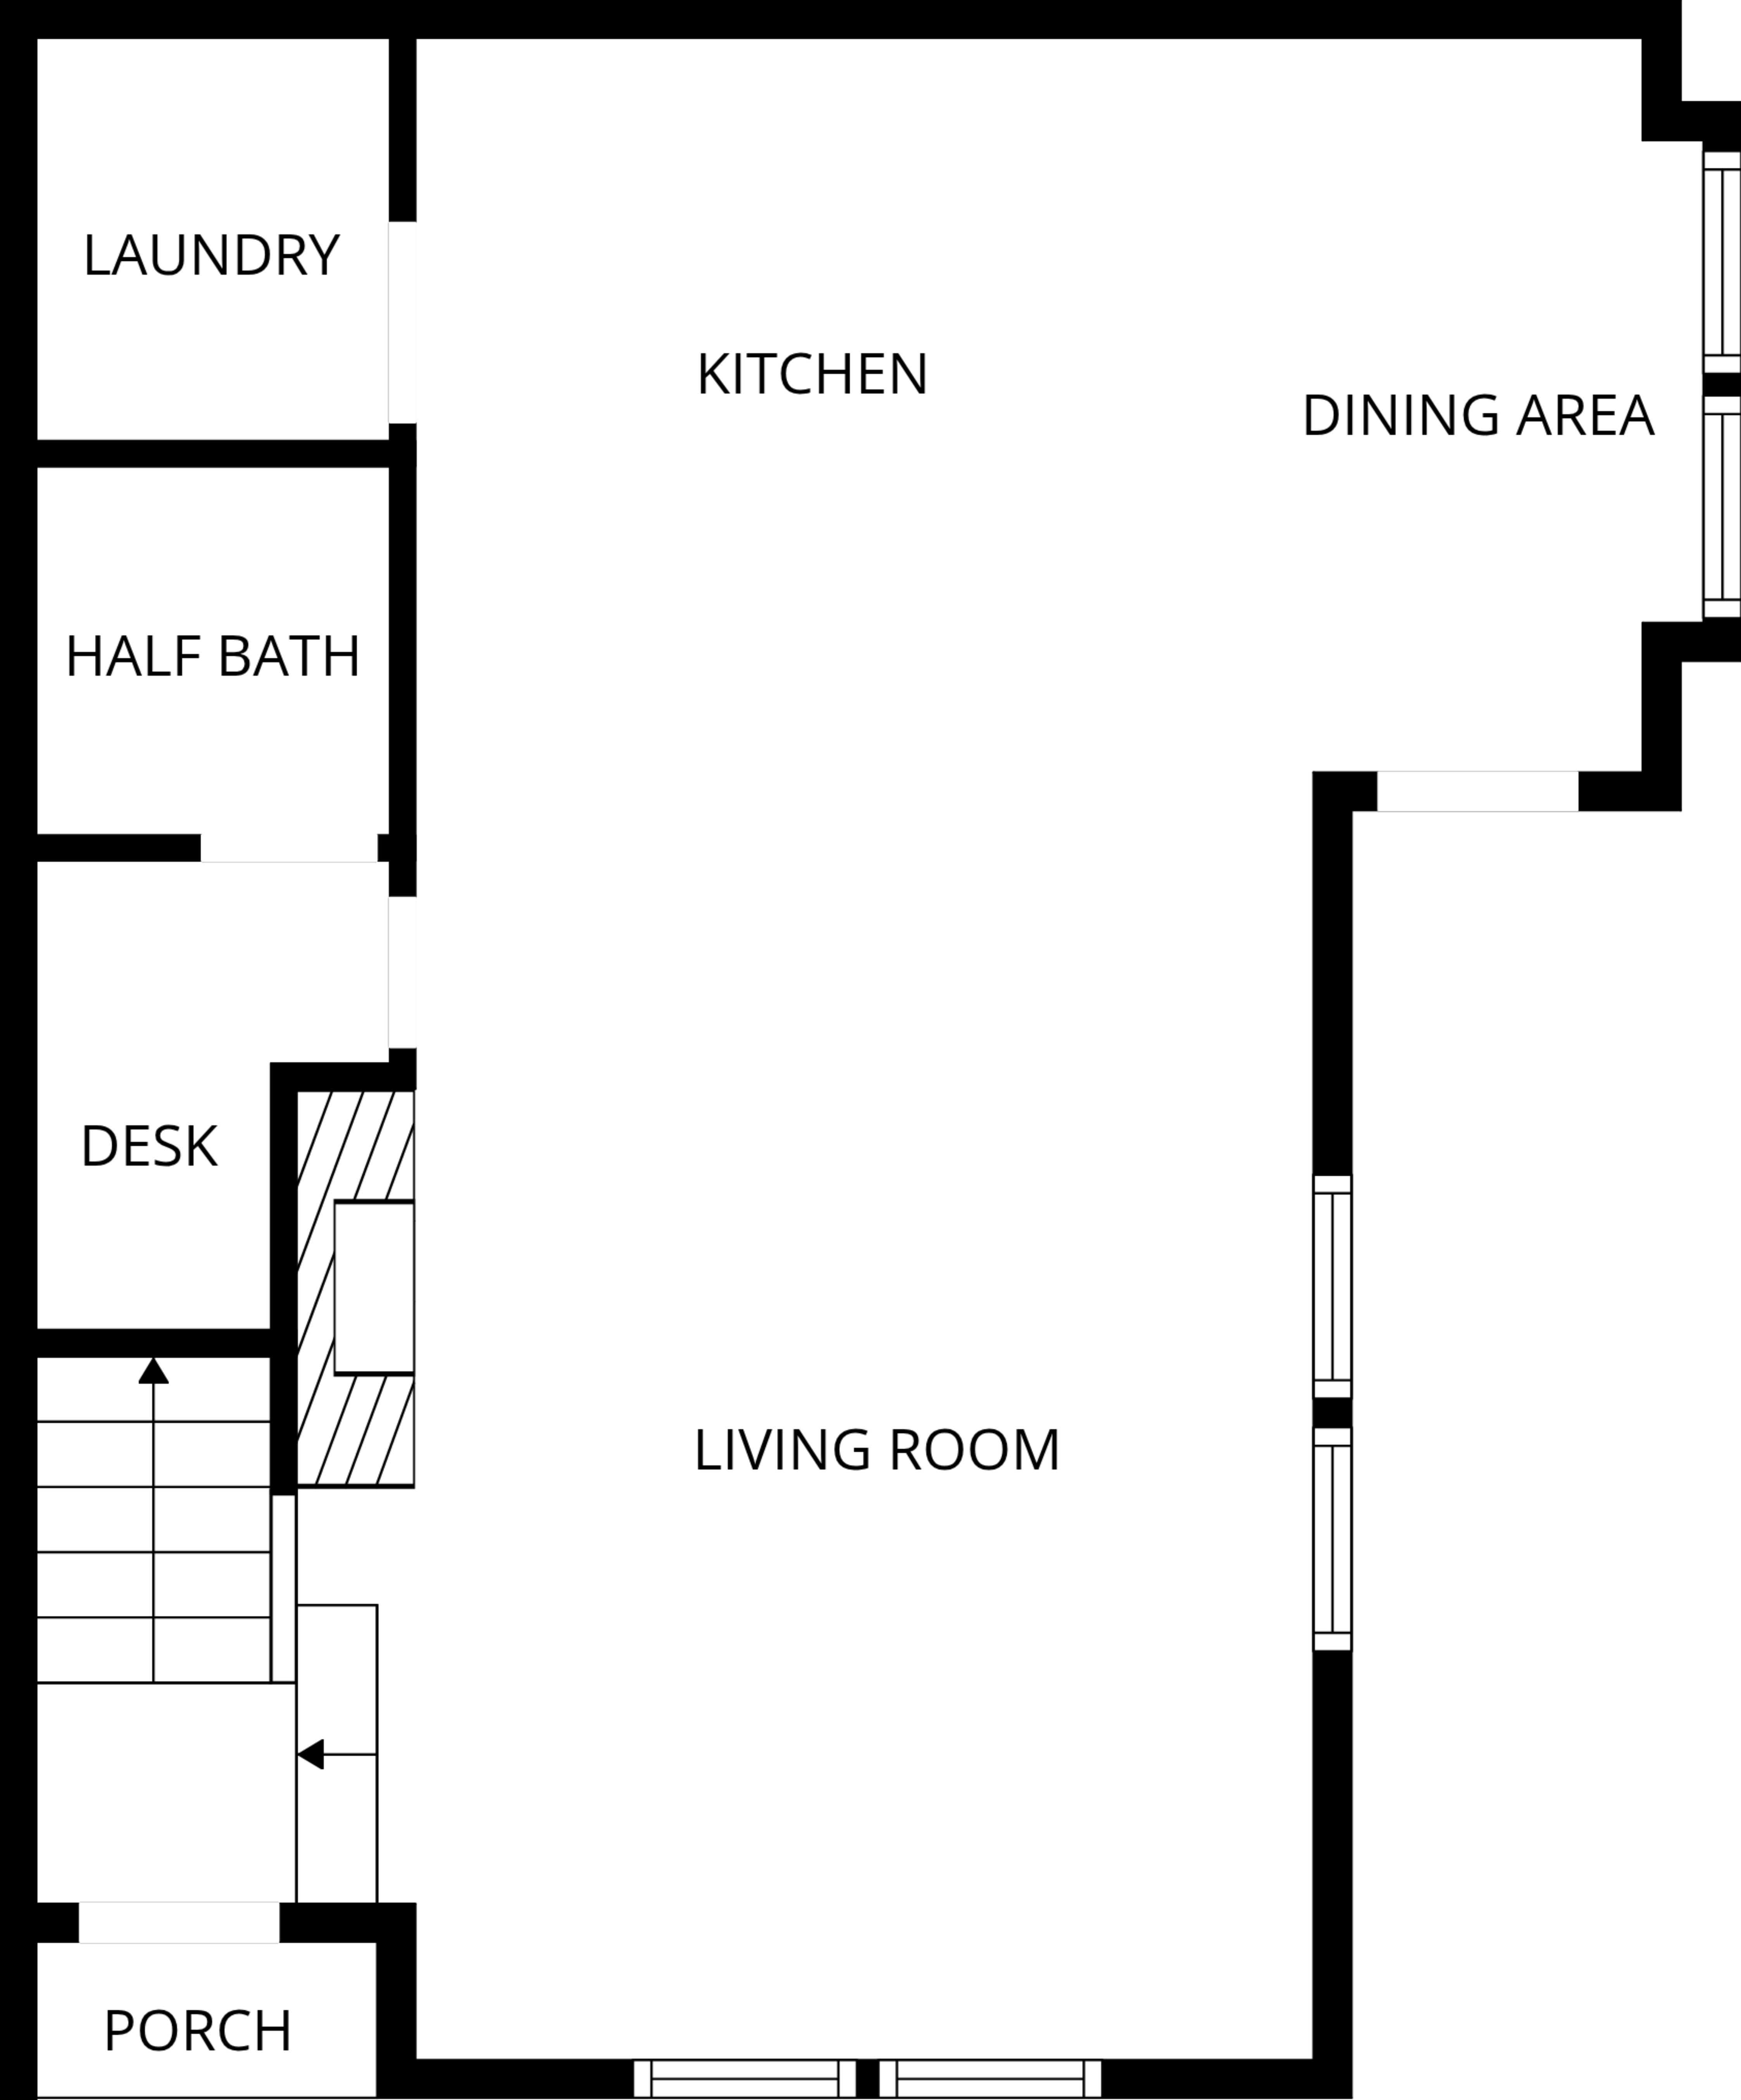 LAUNDRY
KITCHEN
DINING AREA
HALF BATH
DESK
LIVING ROOM
PORCH